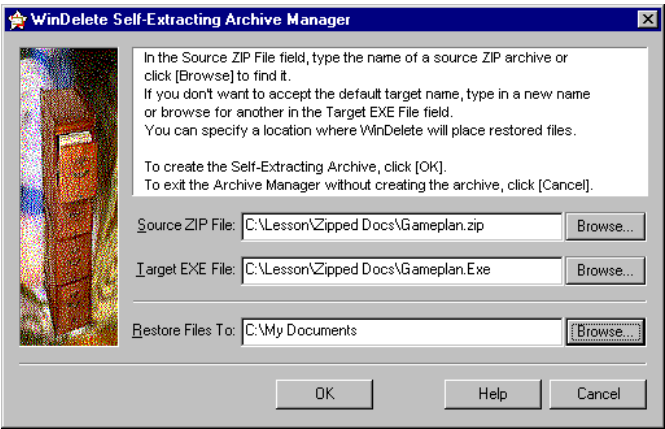 WinDelete Self-Extracting Archive Manager
In the Source ZIP File field, type the name of a source ZIP archive or
click [Browse] to find it.
If you don't want to accept the default target name, type in a new name
or browse for another in the Target EXE File field.
You can specify a location where WinDelete will place restored files.
To create the Self-Extracting Archive, click [OK].
To exit the Archive Manager without creating the archive, click [Cancel].
Source ZIP File: C:\Lesson\Zipped Docs\Gameplan.zip Browse...
Target EXE File: C:\Lesson\Zipped Docs\Gameplan.Exe Browse...
Restore Files To: C:\My Documents Browse...
OK Help Cancel